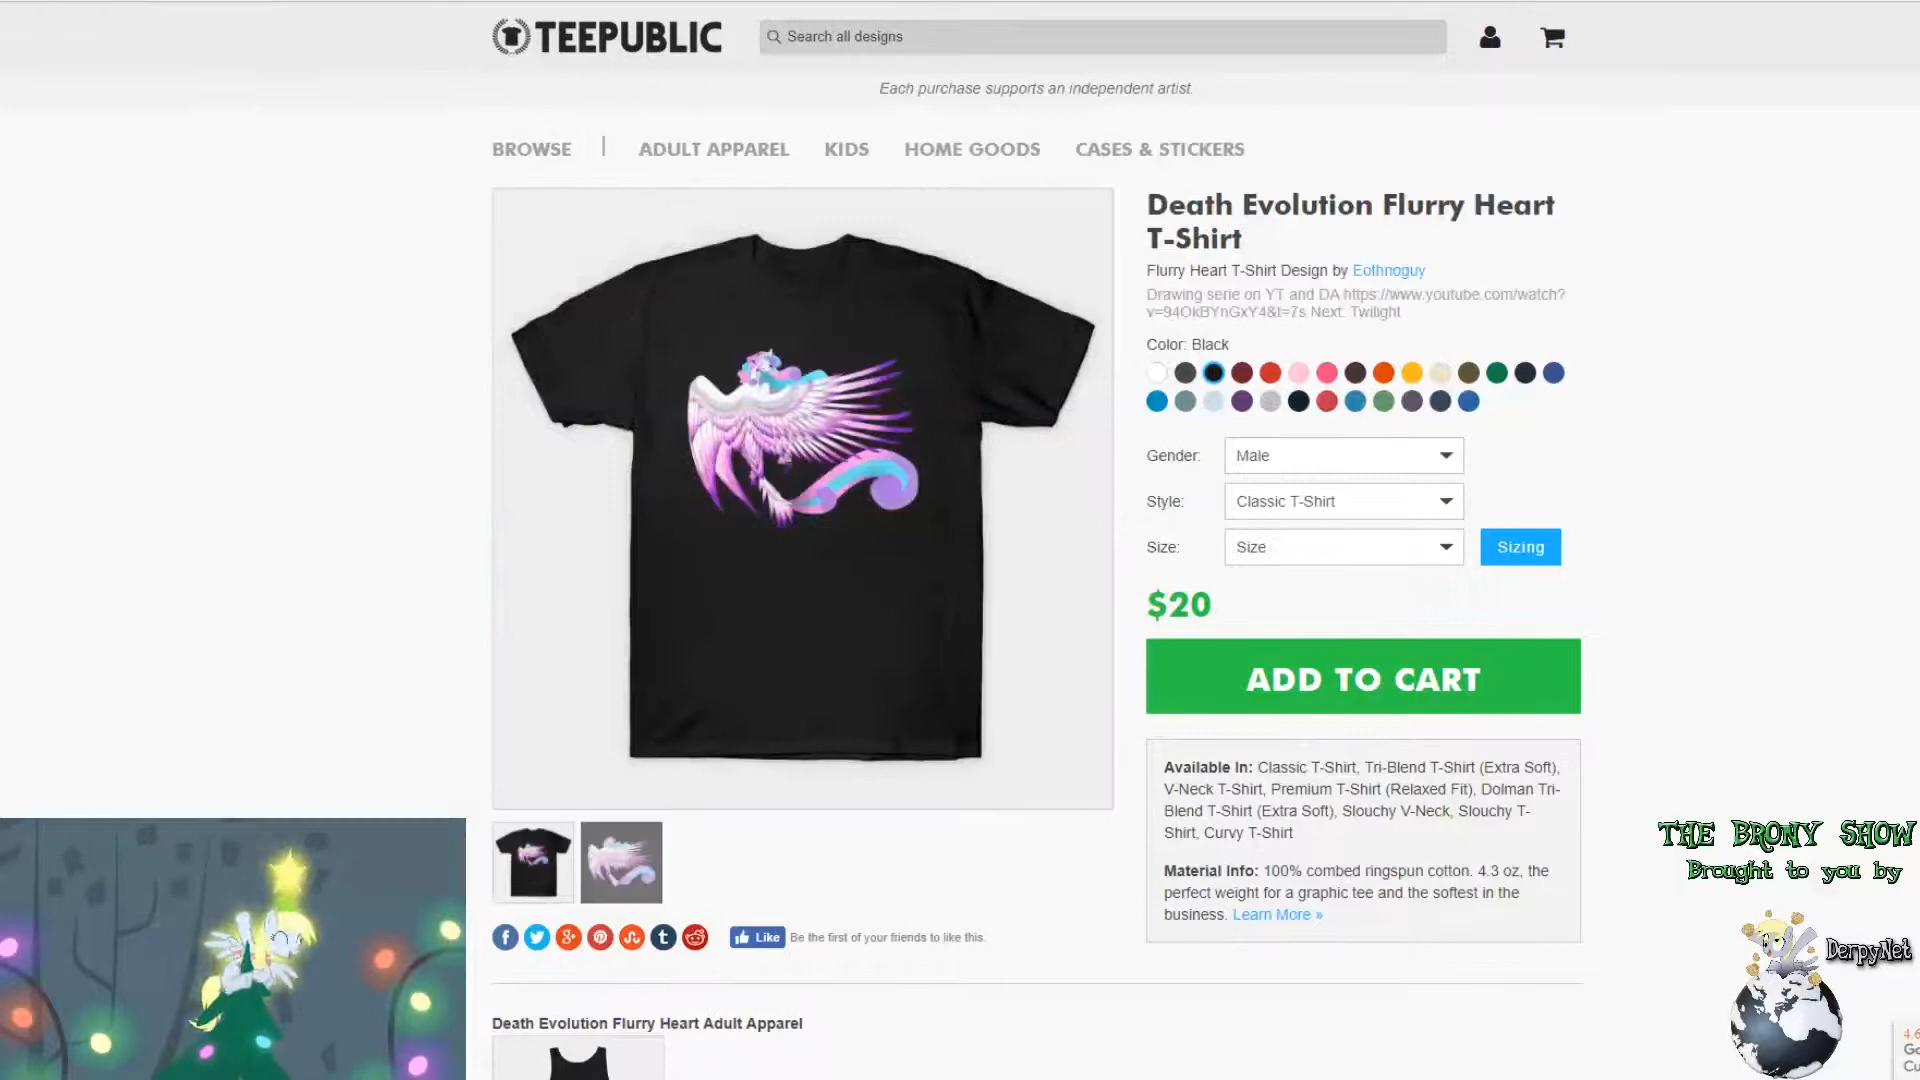 TEEPUBLIC
Search all designs
Each purchase supports an independent artist.
BROWSE
ADULT APPAREL
KIDS
HOME GOODS
CASES & STICKERS
Death Evolution Flurry Heart
T-Shirt
Flurry Heart T-Shirt Design by Eothnoguy
Drawing serie on YT and DA https://www.youtube.com/watch?
v=94OkBYnGxY4&t=7s Next: Twilight
Color: Black
Gender: Male
Style: Classic T-Shirt
Size: Size Sizing
$20
ADD TO CART
Available In: Classic T-Shirt, Tri-Blend T-Shirt (Extra Soft),
V-Neck T-Shirt, Premium T-Shirt (Relaxed Fit), Dolman Tri-
Blend T-Shirt (Extra Soft), Slouchy V-Neck, Slouchy T-
Shirt, Curvy T-Shirt
Material Info: 100% combed ringspun cotton. 4.3 oz, the
perfect weight for a graphic tee and the softest in the
business. Learn More »
Like Be the first of your friends to like this.
Death Evolution Flurry Heart Adult Apparel
THE BRONY SHOW
Brought to you by
DerpyNet
4.6
Go
Cu